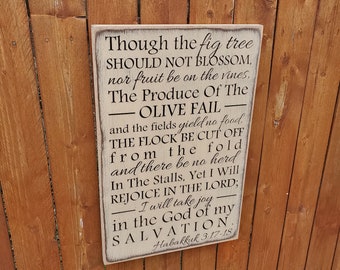 Though the fig tree
SHOULD NOT BLOSSOM,
nor fruit be on the vines,
The Produce Of The
OLIVE FAIL
and the fields yield no food,
THE FLOCK BE CUT OFF
from the fold
and there be no herd
In The Stalls, Yet I Will
REJOICE IN THE LORD;
I will take joy
in the God of my
SALVATION.
Habakkuk 3:17-18